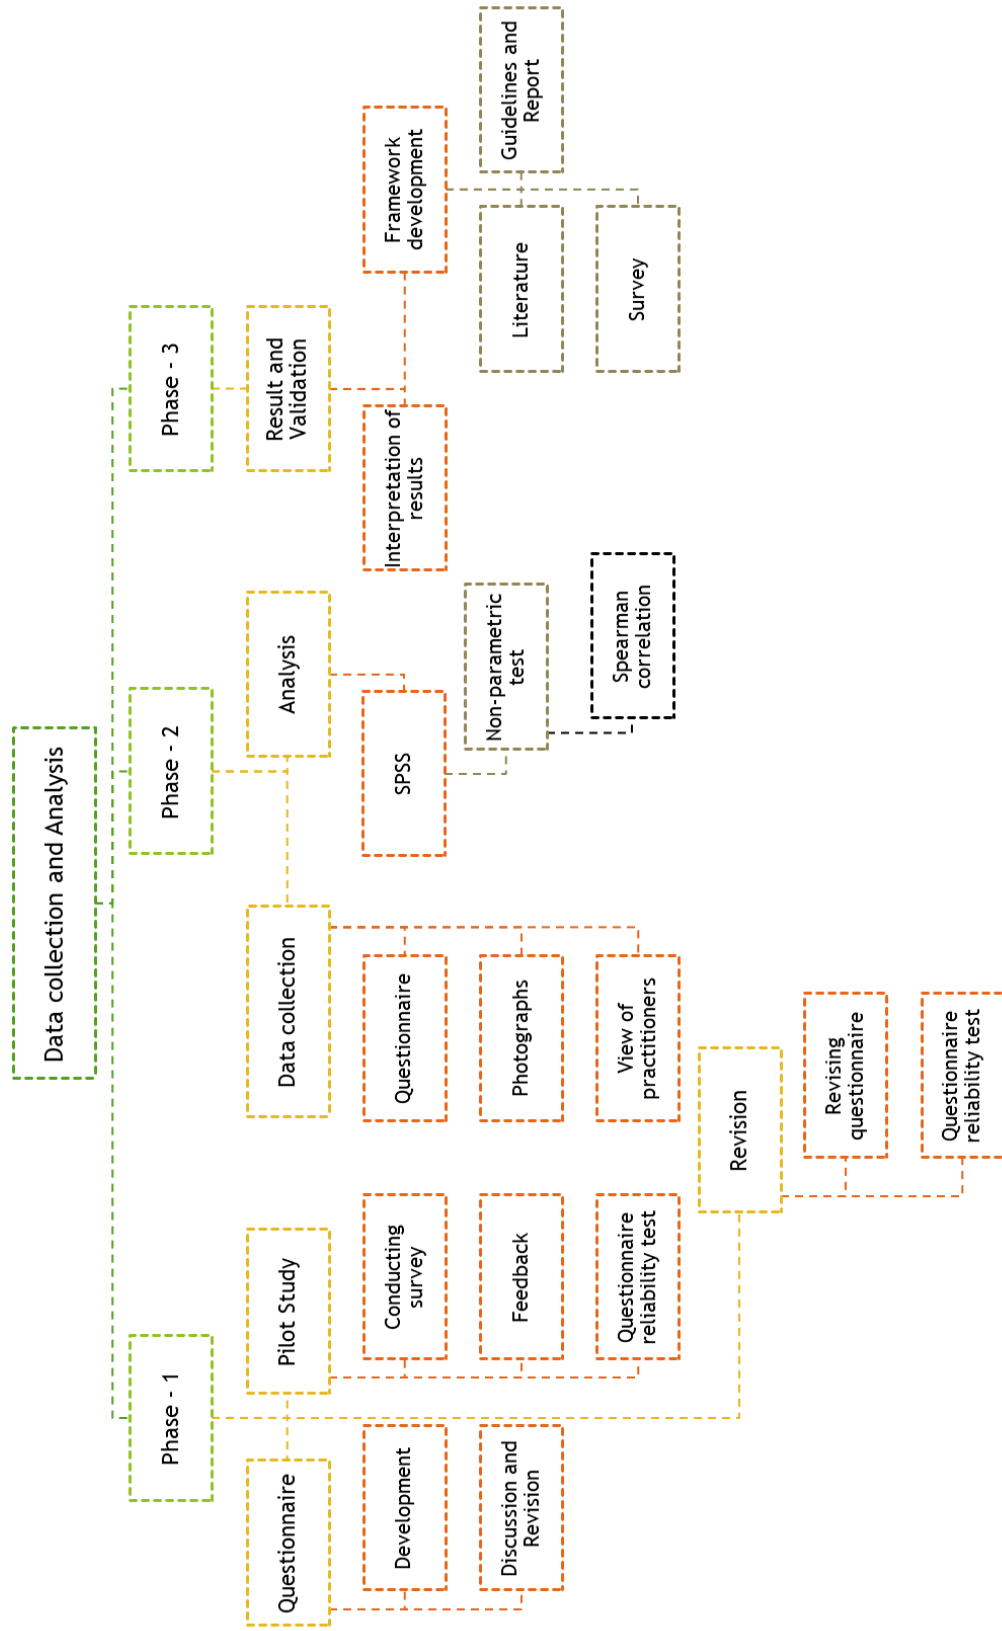 Data collection and Analysis
Phase - 1
Phase - 2
Phase - 3
Questionnaire
Pilot Study
Data collection
Analysis
Result and
Validation
Development
Conducting
survey
Questionnaire
SPSS
Interpretation of
results
Framework
development
Discussion and
Revision
Feedback
Photographs
Non-parametric
test
Literature
Guidelines and
Report
Questionnaire
reliability test
View of
practitioners
Spearman
correlation
Survey
Revision
Revising
questionnaire
Questionnaire
reliability test